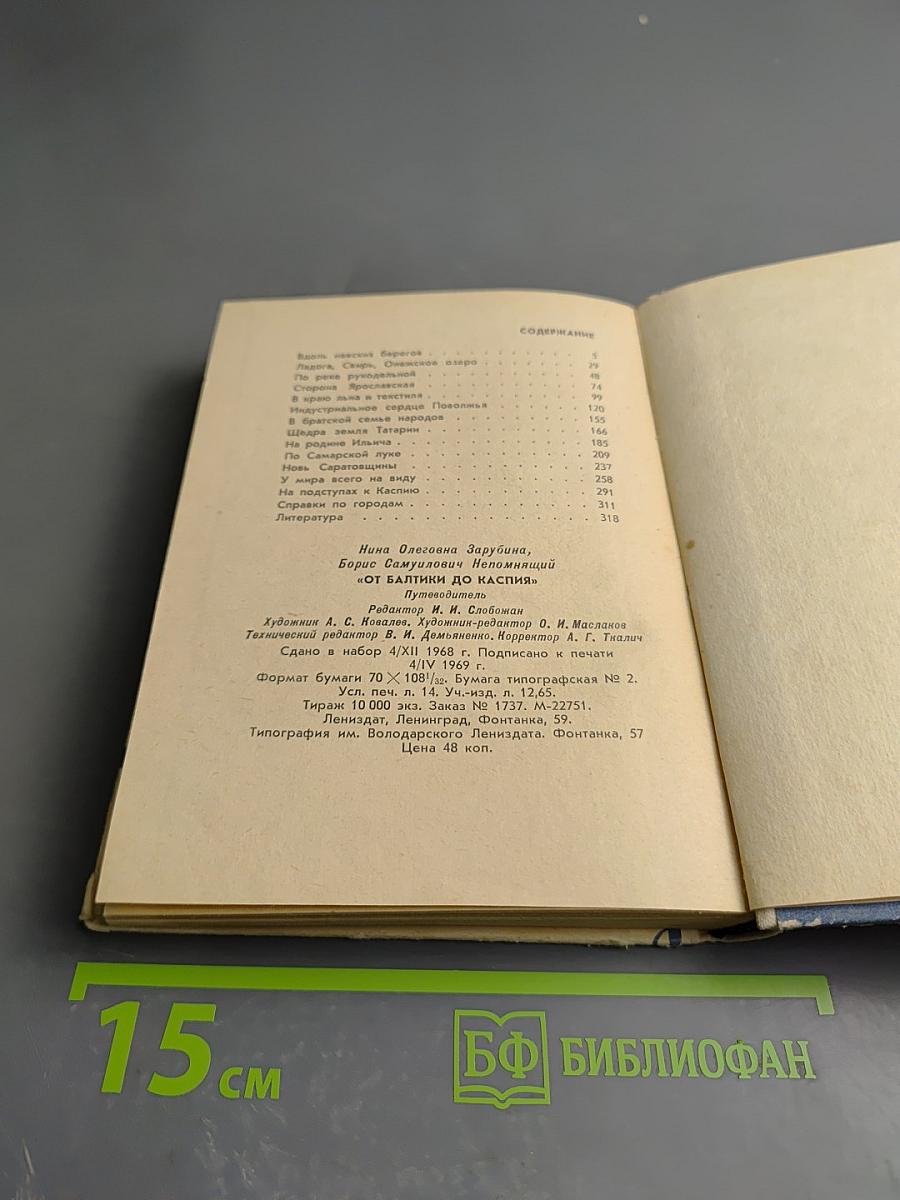 СОДЕРЖАНИЕ
Вдоль невских берегов . . . . . . . . . . . 5
Ладога, Свирь, Онежское озеро . . . . . . . 29
По реке рукодельной . . . . . . . . . . . 48
Сторона Ярославская . . . . . . . . . . . 74
В краю льна и текстиля . . . . . . . . . . 99
Индустриальное сердце Поволжья . . . . . . 120
В братской семье народов . . . . . . . . . 155
Щедра земля Татарии . . . . . . . . . . . 166
На родине Ильича . . . . . . . . . . . . 185
По Самарской луке . . . . . . . . . . . . 209
Новь Саратовщины . . . . . . . . . . . . 237
У мира всего на виду . . . . . . . . . . . 258
На подступах к Каспию . . . . . . . . . . 291
Справки по городам . . . . . . . . . . . . 311
Литература . . . . . . . . . . . . . . 318
Нина Олеговна Зарубина,
Борис Самуилович Непомнящий
«ОТ БАЛТИКИ ДО КАСПИЯ»
Путеводитель
Редактор И. И. Слобожан
Художник А. С. Ковалев. Художник-редактор О. И. Маслаков
Технический редактор В. И. Демьяненко. Корректор А. Г. Ткалич
Сдано в набор 4/XII 1968 г. Подписано к печати
4/IV 1969 г.
Формат бумаги 70 × 108¹/₃₂. Бумага типографская № 2.
Усл. печ. л. 14. Уч.-изд. л. 12,65.
Тираж 10 000 экз. Заказ № 1737. М-22751.
Лениздат, Ленинград, Фонтанка, 59.
Типография им. Володарского Лениздата. Фонтанка, 57
Цена 48 коп.
15 см
БФ БИБЛИОФАН